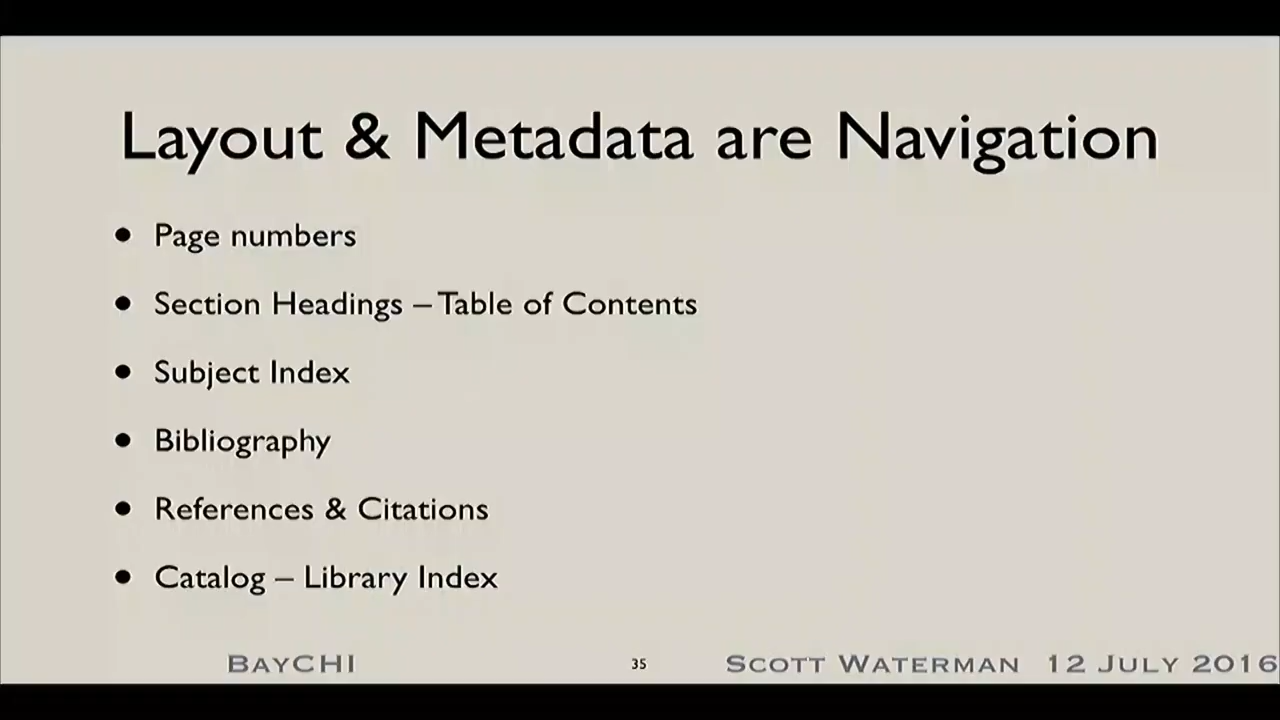 Layout & Metadata are Navigation
• Page numbers
• Section Headings – Table of Contents
• Subject Index
• Bibliography
• References & Citations
• Catalog – Library Index
BayCHI 35 Scott Waterman 12 July 2016